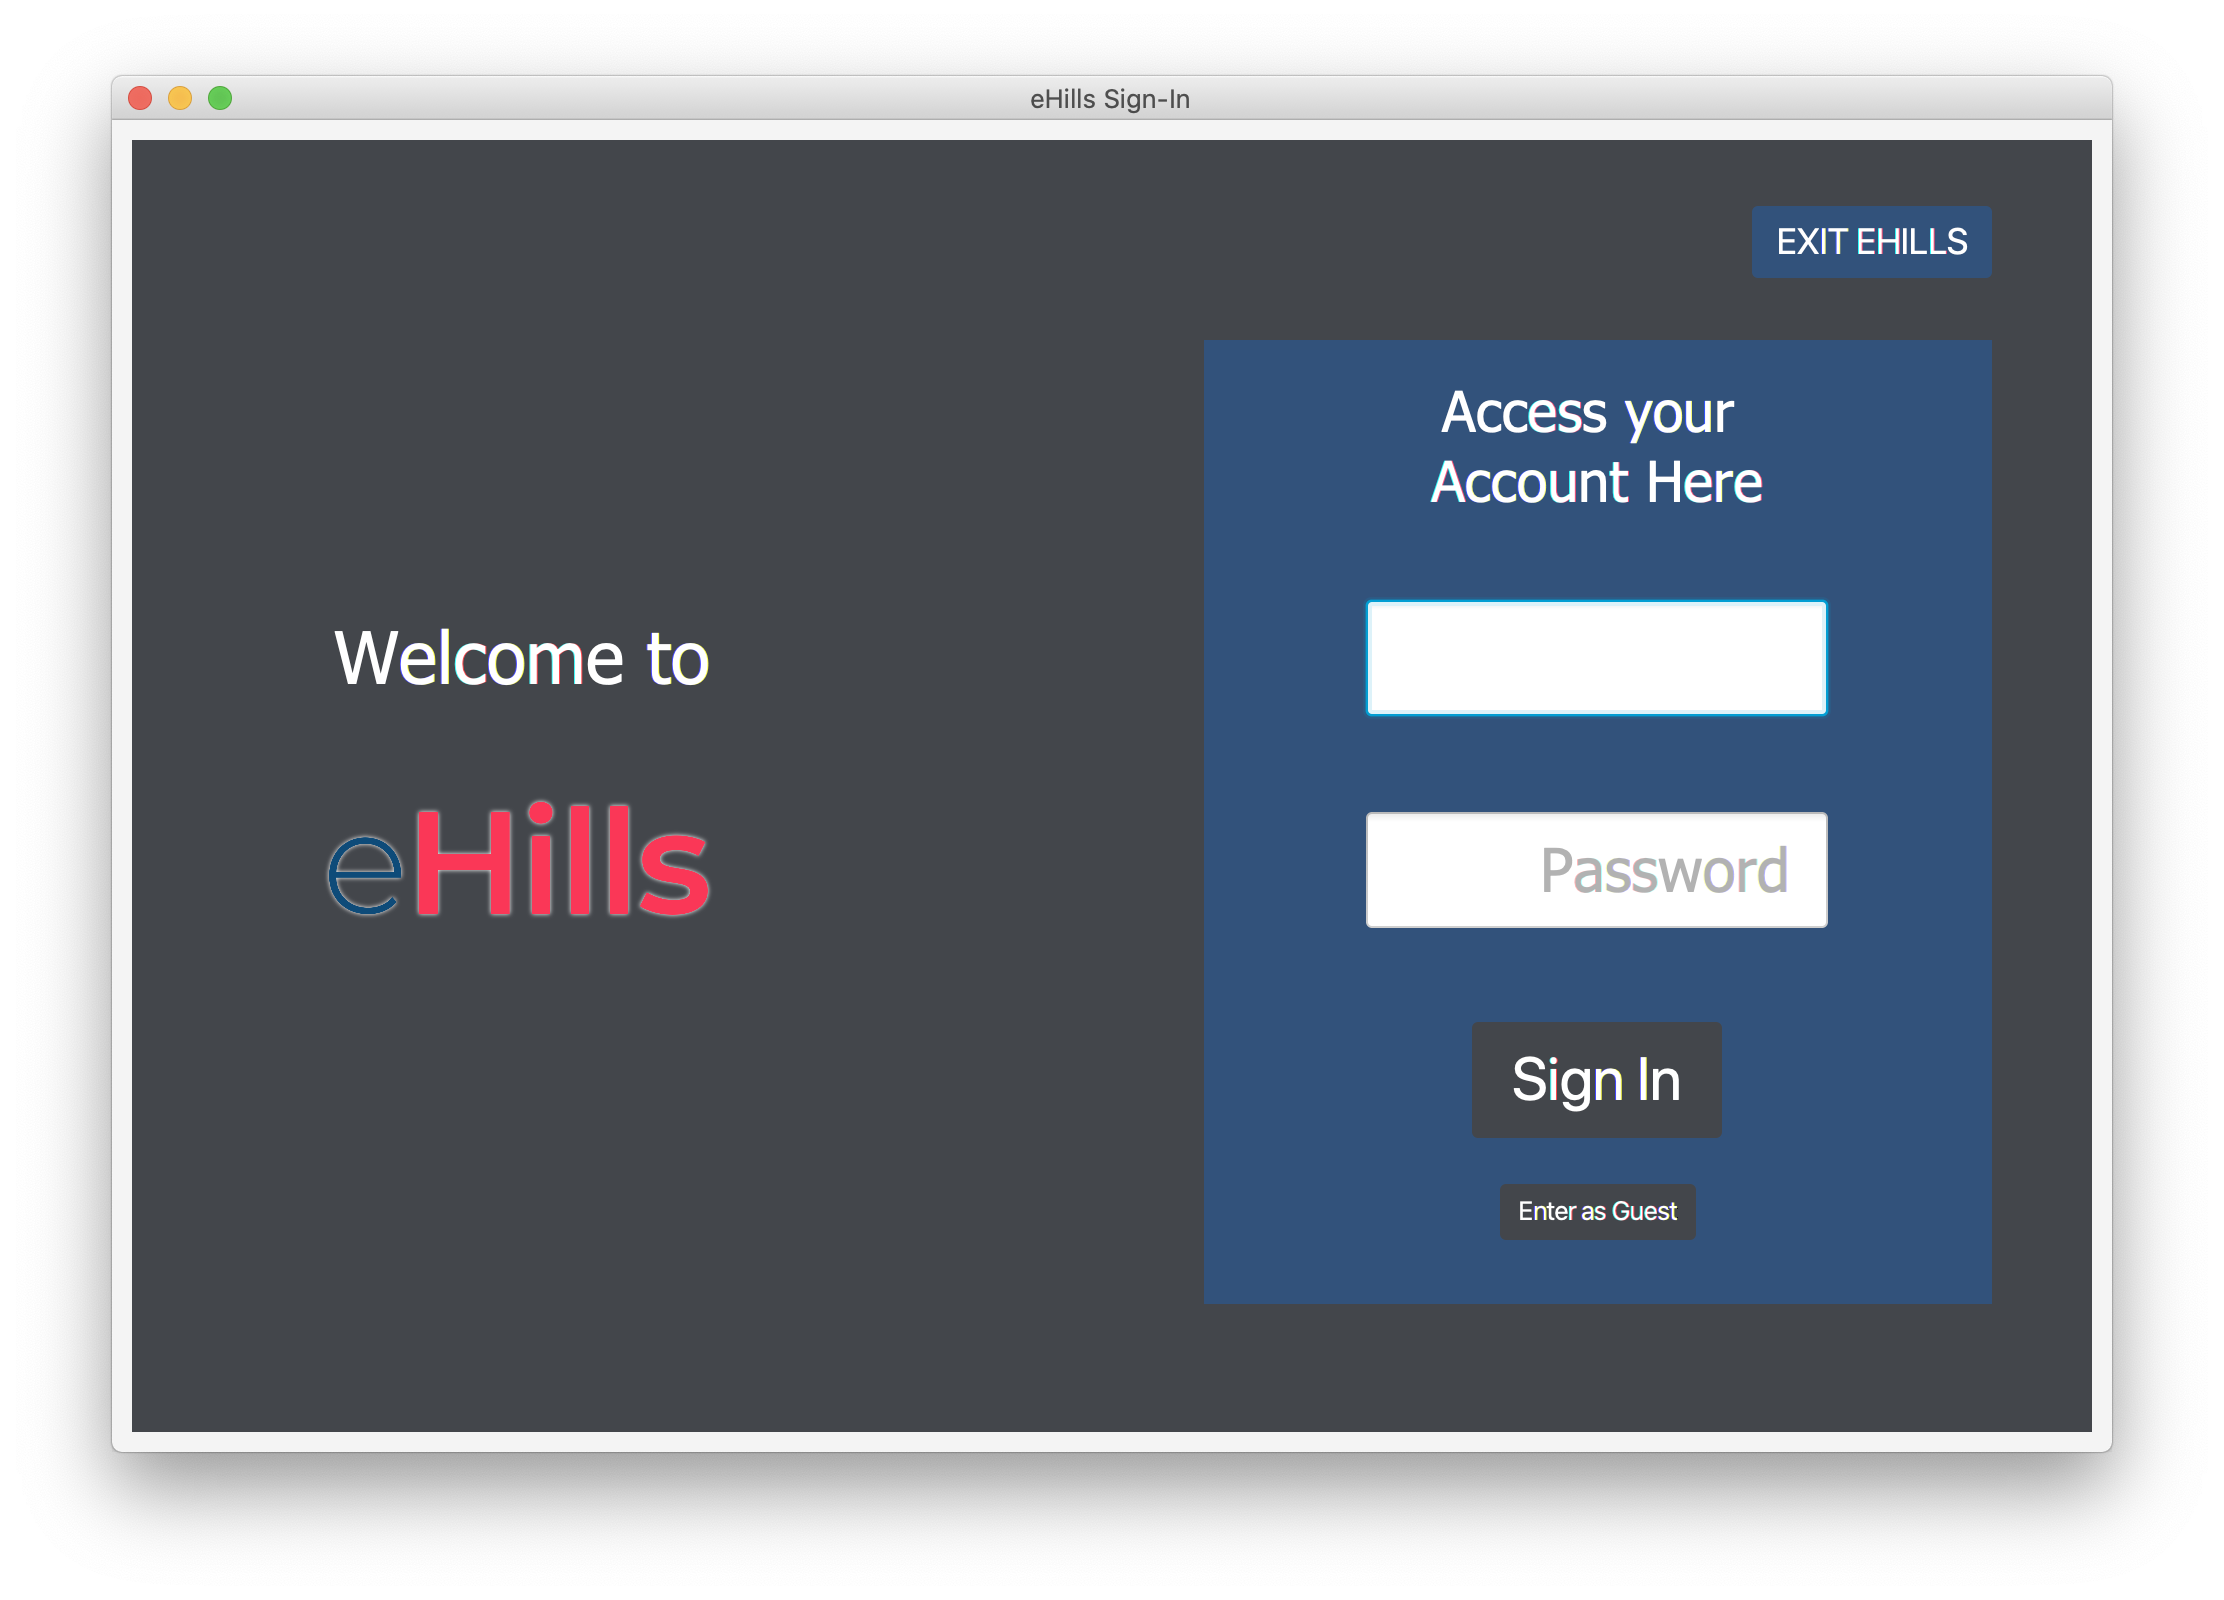 eHills Sign-In
EXIT EHILLS
Welcome to
eHills
Access your
Account Here
Password
Sign In
Enter as Guest